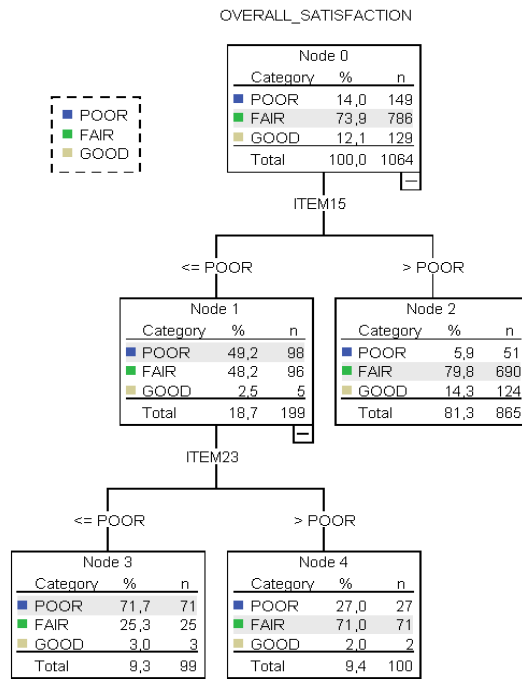 OVERALL_SATISFACTION
Node 0
Category % n
POOR 14,0 149
FAIR 73,9 786
GOOD 12,1 129
Total 100,0 1064
POOR
FAIR
GOOD
ITEM15
<= POOR
> POOR
Node 1
Category % n
POOR 49,2 98
FAIR 48,2 96
GOOD 2,5 5
Total 18,7 199
Node 2
Category % n
POOR 5,9 51
FAIR 79,8 690
GOOD 14,3 124
Total 81,3 865
ITEM23
<= POOR
> POOR
Node 3
Category % n
POOR 71,7 71
FAIR 25,3 25
GOOD 3,0 3
Total 9,3 99
Node 4
Category % n
POOR 27,0 27
FAIR 71,0 71
GOOD 2,0 2
Total 9,4 100